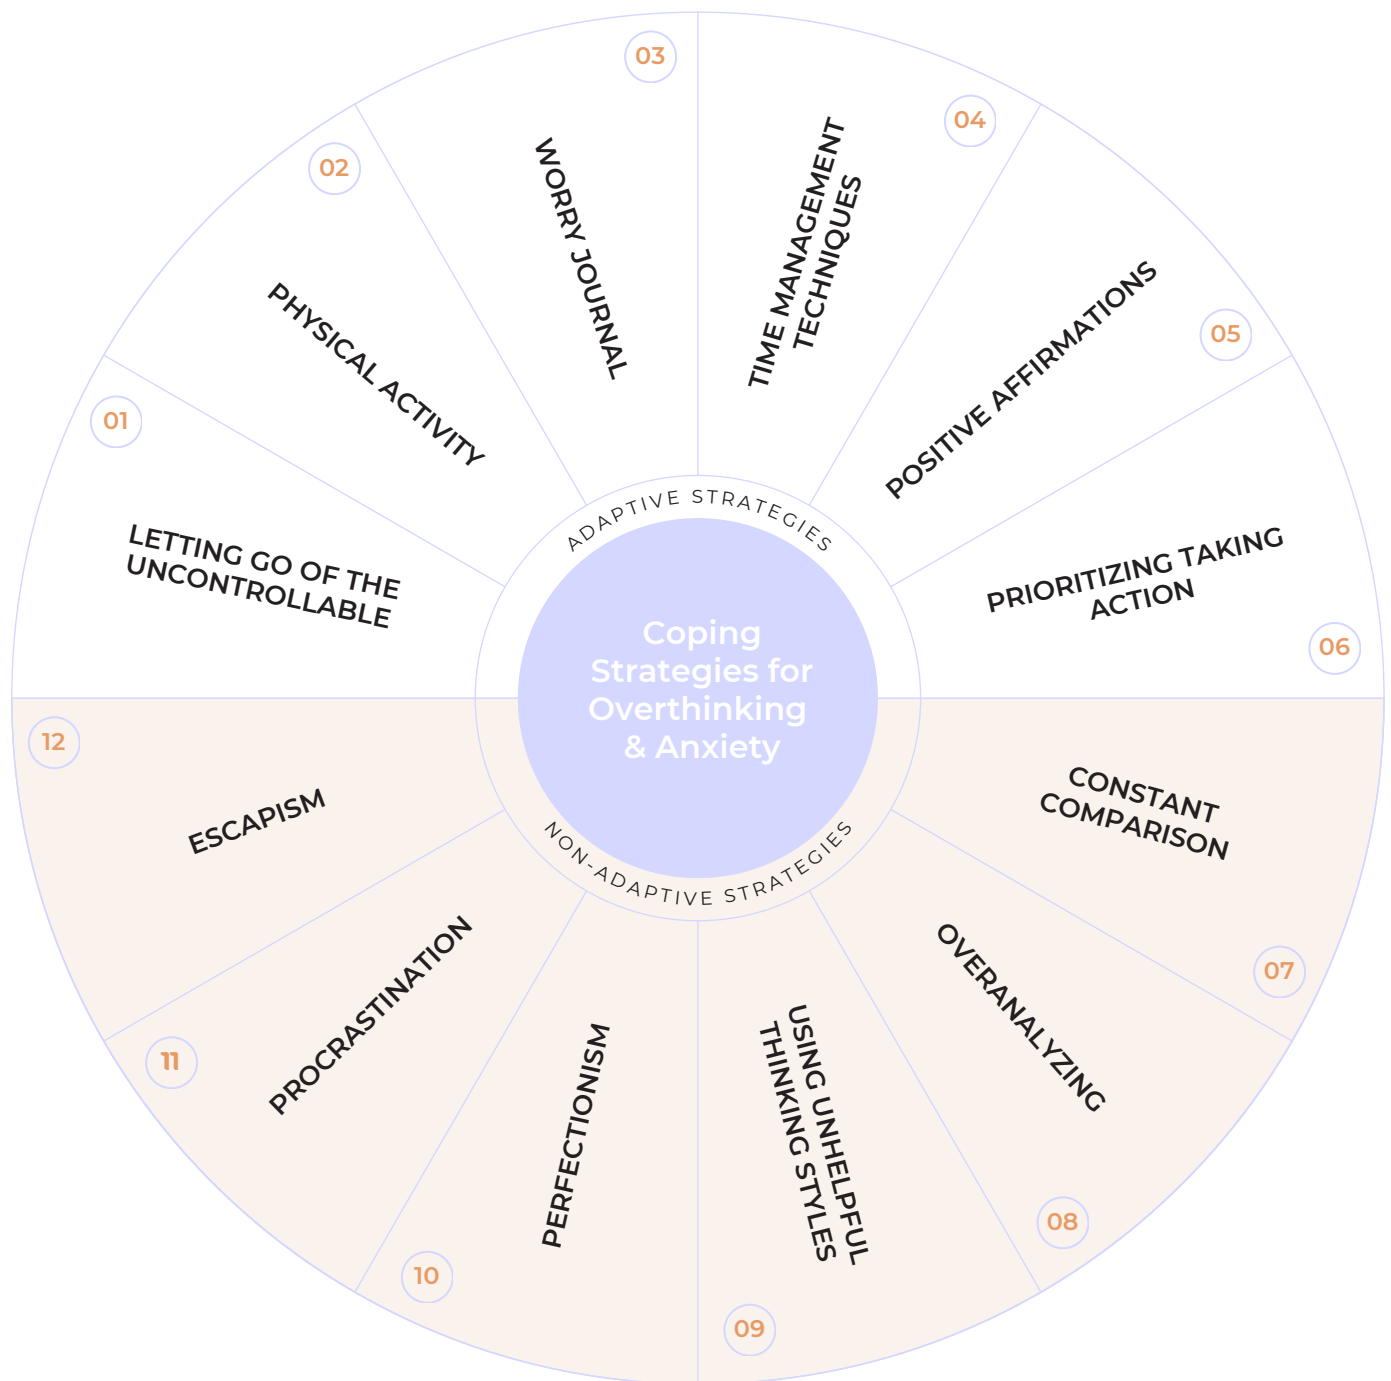 Coping
Strategies for
Overthinking
& Anxiety
ADAPTIVE STRATEGIES
01
LETTING GO OF THE
UNCONTROLLABLE
02
PHYSICAL ACTIVITY
03
WORRY JOURNAL
04
TIME MANAGEMENT
TECHNIQUES
05
POSITIVE AFFIRMATIONS
06
PRIORITIZING TAKING
ACTION
NON-ADAPTIVE STRATEGIES
07
CONSTANT
COMPARISON
08
OVERANALYZING
09
USING UNHELPFUL
THINKING STYLES
10
PERFECTIONISM
11
PROCRASTINATION
12
ESCAPISM